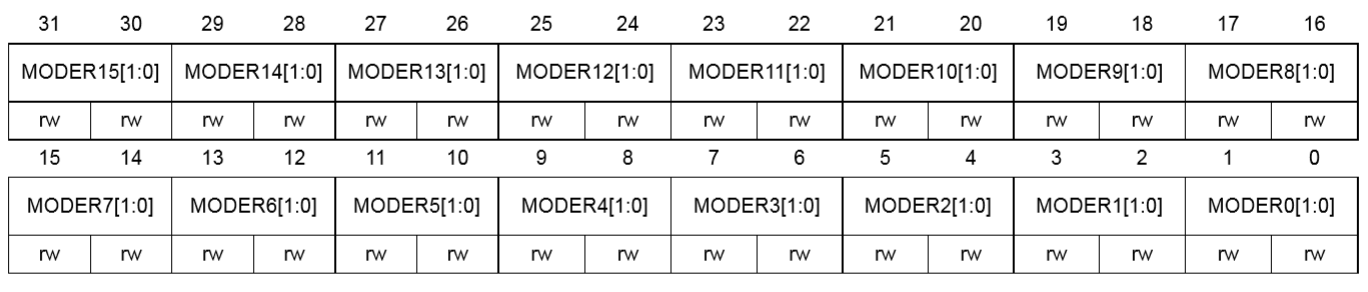 31 30 29 28 27 26 25 24 23 22 21 20 19 18 17 16
MODER15[1:0] MODER14[1:0] MODER13[1:0] MODER12[1:0] MODER11[1:0] MODER10[1:0] MODER9[1:0] MODER8[1:0]
rw rw rw rw rw rw rw rw rw rw rw rw rw rw rw rw
15 14 13 12 11 10 9 8 7 6 5 4 3 2 1 0
MODER7[1:0] MODER6[1:0] MODER5[1:0] MODER4[1:0] MODER3[1:0] MODER2[1:0] MODER1[1:0] MODER0[1:0]
rw rw rw rw rw rw rw rw rw rw rw rw rw rw rw rw